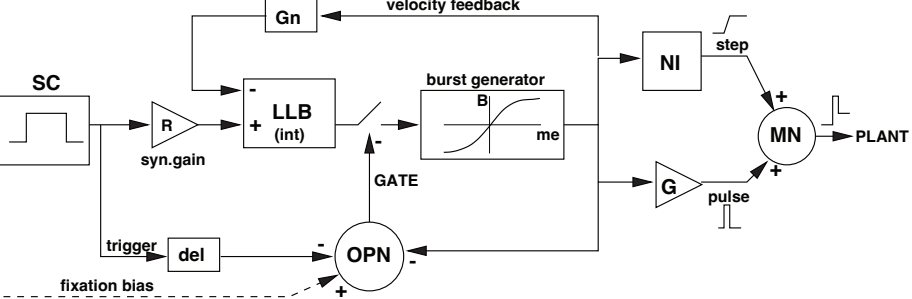 velocity feedback
Gn
SC
NI
step
burst generator
-
LLB
(int)
+
R
syn.gain
B
me
-
+
MN
PLANT
+
GATE
G
pulse
trigger
del
-
OPN
-
fixation bias
+